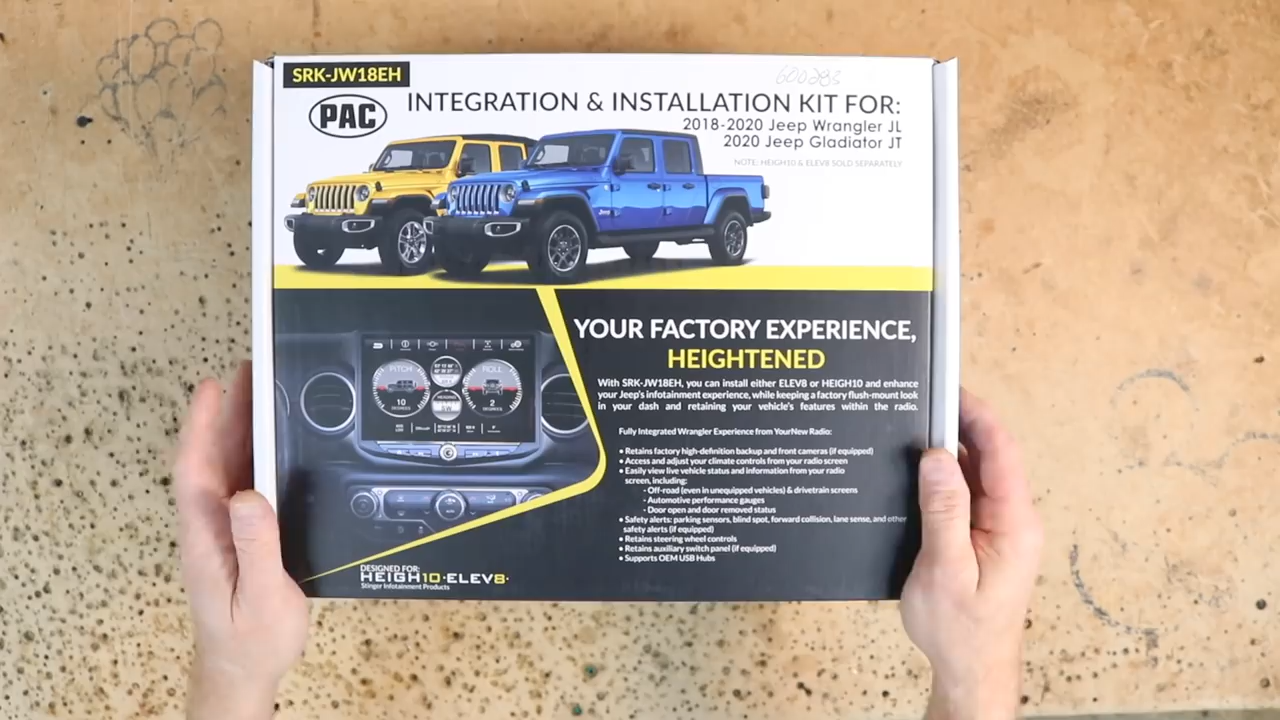 SRK-JW18EH
600283
PAC
INTEGRATION & INSTALLATION KIT FOR:
2018-2020 Jeep Wrangler JL
2020 Jeep Gladiator JT
NOTE: HEIGH10 & ELEV8 SOLD SEPARATELY
YOUR FACTORY EXPERIENCE,
HEIGHTENED
With SRK-JW18EH, you can install either ELEV8 or HEIGH10 and enhance
your Jeep's infotainment experience, while keeping a factory flush-mount look
in your dash and retaining your vehicle's features within the radio.
Fully Integrated Wrangler Experience from YourNew Radio:
• Retains factory high-definition backup and front cameras (if equipped)
• Access and adjust your climate controls from your radio screen
• Easily view live vehicle status and information from your radio
screen, including:
- Off-road (even in unequipped vehicles) & drivetrain screens
- Automotive performance gauges
- Door open and door removed status
• Safety alerts: parking sensors, blind spot, forward collision, lane sense, and other
safety alerts (if equipped)
• Retains steering wheel controls
• Retains auxiliary switch panel (if equipped)
• Supports OEM USB Hubs
PITCH
ROLL
HEADING
10
DEGREES
2
DEGREES
DESIGNED FOR:
HEIGH10·ELEV8·
Stinger Infotainment Products